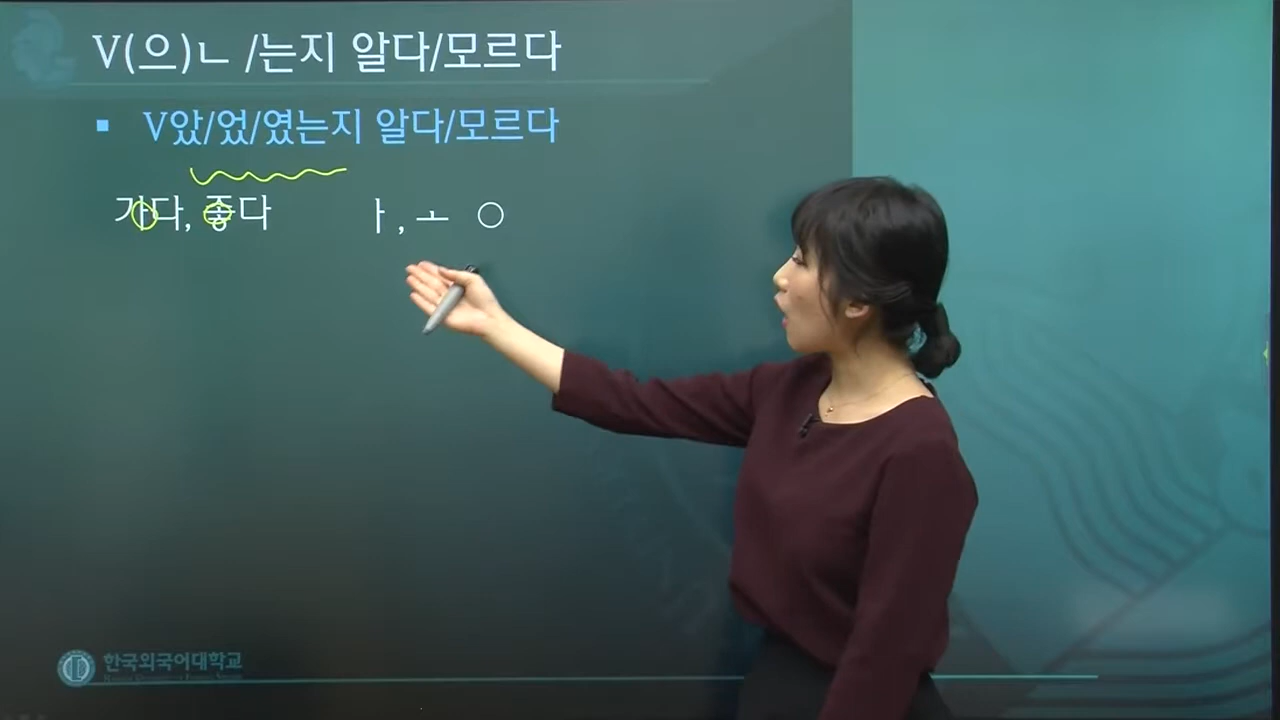 V(으)ㄴ /는지 알다/모르다
▪ V았/었/였는지 알다/모르다
가다, 좋다 ㅏ,ㅗ ○
한국외국어대학교